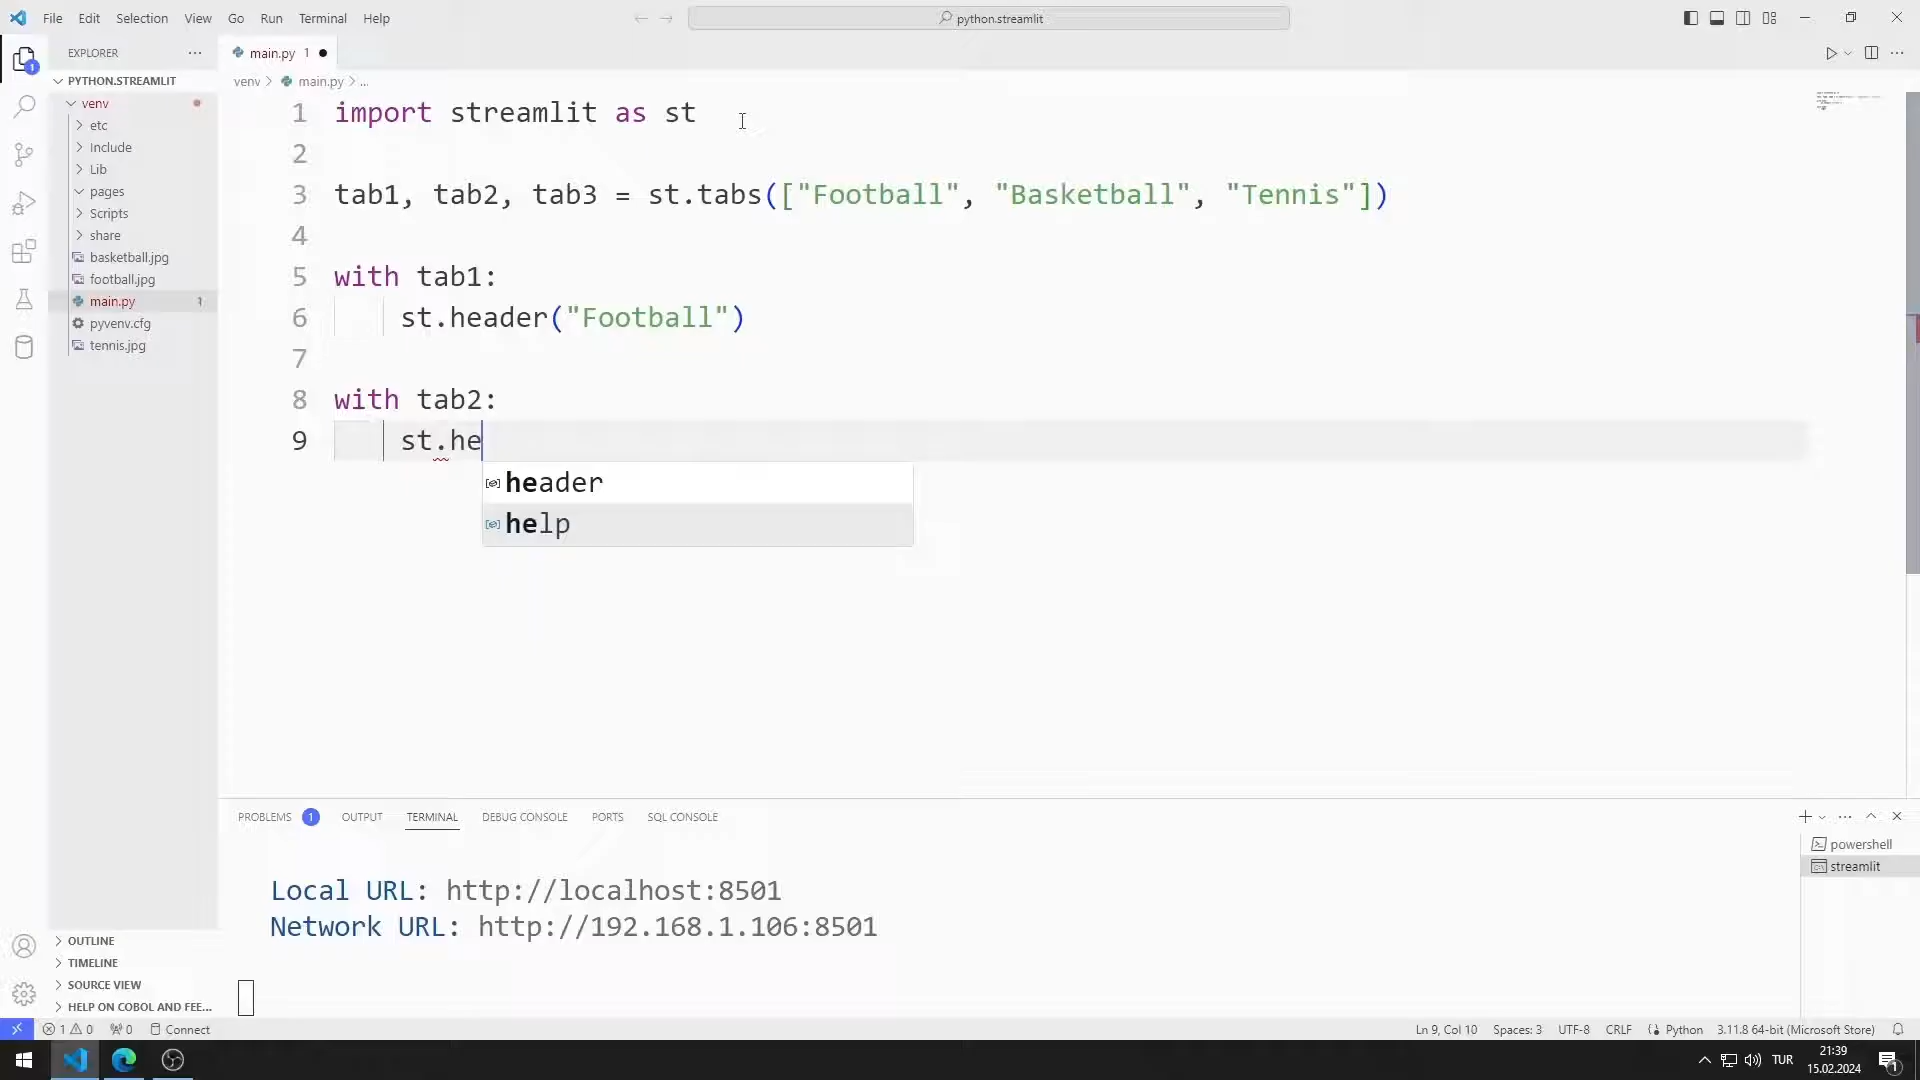 File Edit Selection View Go Run Terminal Help
python.streamlit
EXPLORER
PYTHON.STREAMLIT
venv
etc
Include
Lib
pages
Scripts
share
basketball.jpg
football.jpg
main.py 1
pyvenv.cfg
tennis.jpg
OUTLINE
TIMELINE
SOURCE VIEW
HELP ON COBOL AND FEE...
main.py 1
venv > main.py > ...
1 import streamlit as st
2
3 tab1, tab2, tab3 = st.tabs(["Football", "Basketball", "Tennis"])
4
5 with tab1:
6 st.header("Football")
7
8 with tab2:
9 st.he
header
help
PROBLEMS 1 OUTPUT TERMINAL DEBUG CONSOLE PORTS SQL CONSOLE
Local URL: http://localhost:8501
Network URL: http://192.168.1.106:8501
powershell
streamlit
1 0 0 Connect
Ln 9, Col 10 Spaces: 3 UTF-8 CRLF Python 3.11.8 64-bit (Microsoft Store)
TUR
21:39
15.02.2024
1